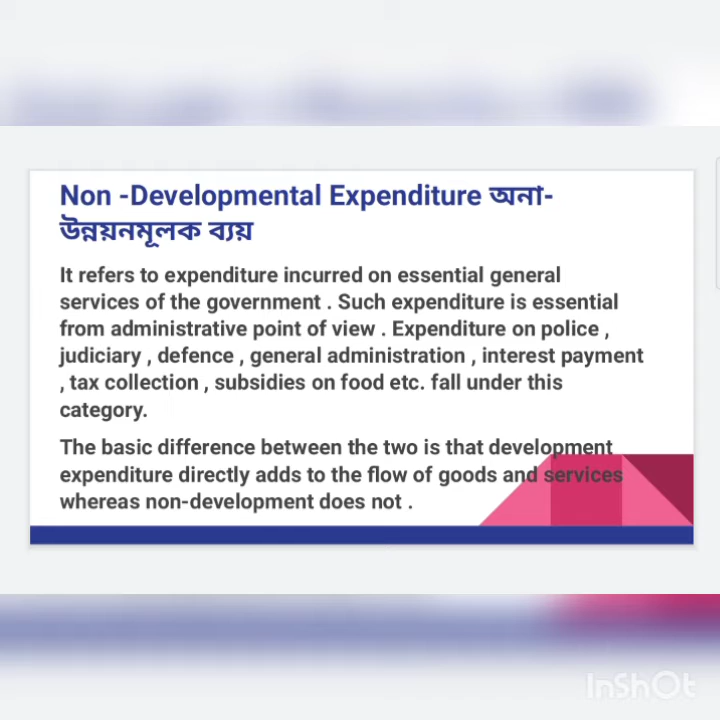 Non -Developmental Expenditure অনা-
উন্নয়নমূলক ব্যয়
It refers to expenditure incurred on essential general
services of the government . Such expenditure is essential
from administrative point of view . Expenditure on police ,
judiciary , defence , general administration , interest payment
, tax collection , subsidies on food etc. fall under this
category.
The basic difference between the two is that development
expenditure directly adds to the flow of goods and services
whereas non-development does not .
InShOt